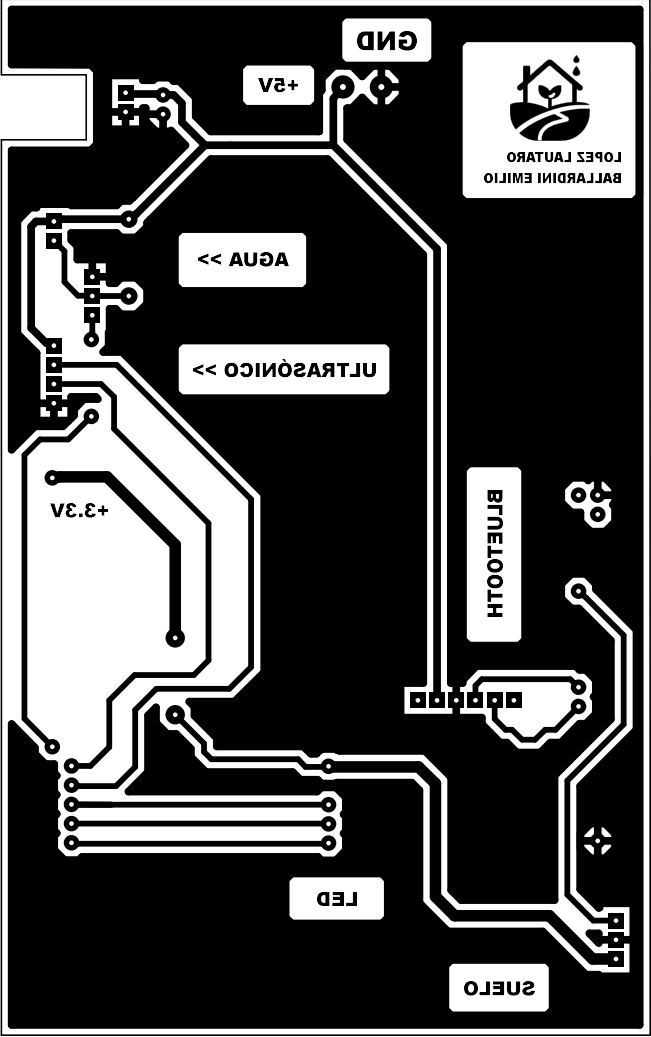 GND
+5V
LOPEZ LAUTARO
BALLARDINI EMILIO
AGUA >>
ULTRASÓNICO >>
+3.3V
BLUETOOTH
LED
SUELO